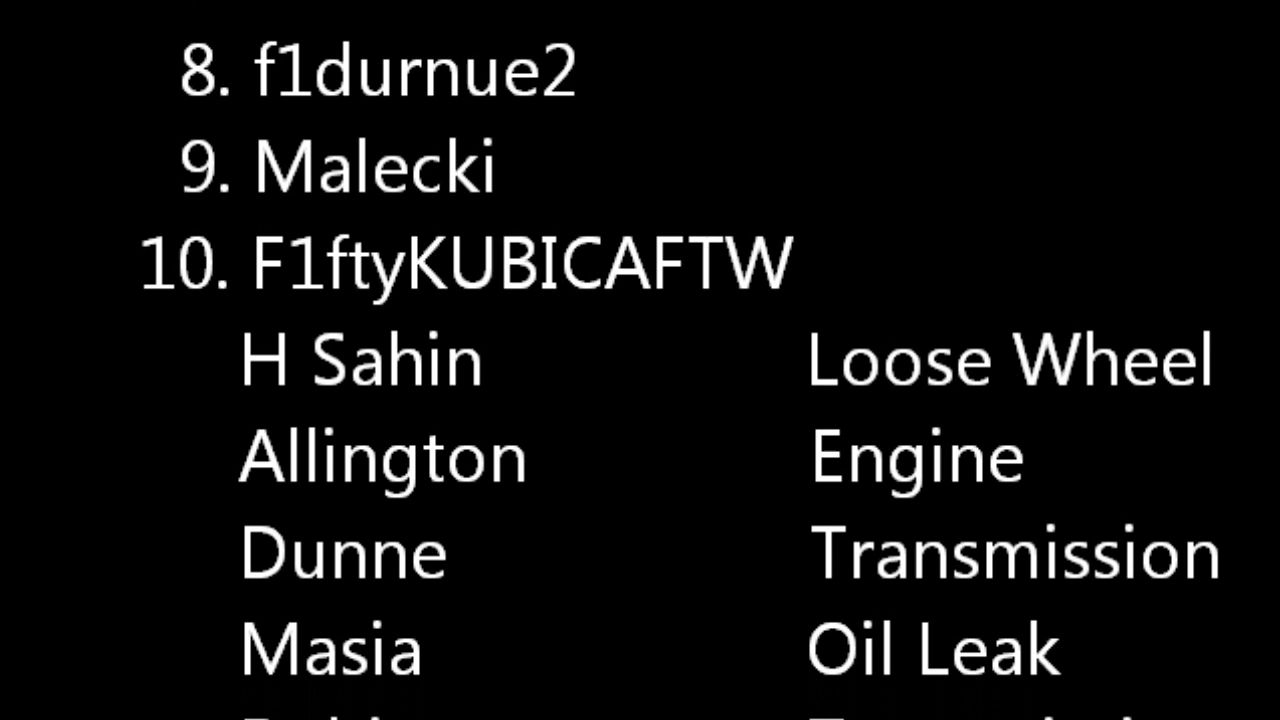 8. f1durnue2
9. Malecki
10. F1ftyKUBICAFTW
H Sahin Loose Wheel
Allington Engine
Dunne Transmission
Masia Oil Leak